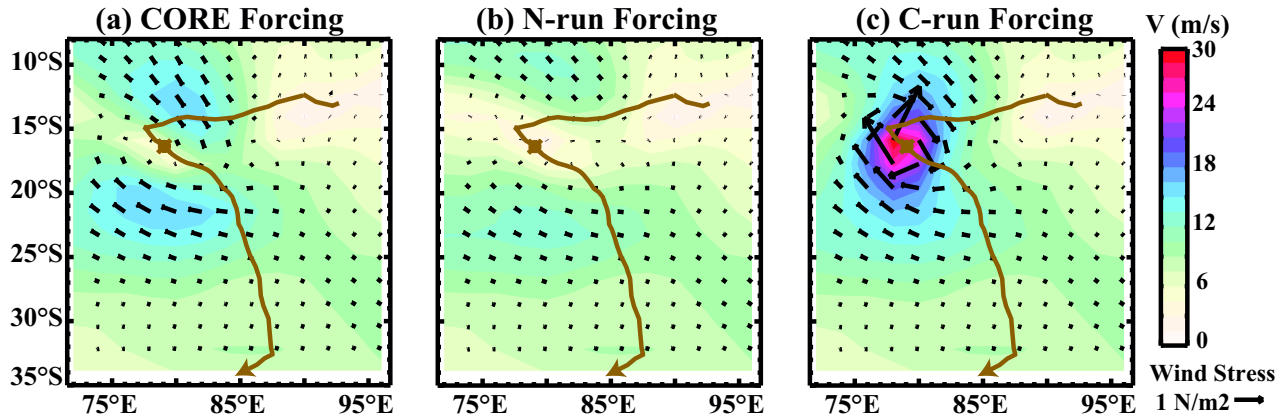 (a) CORE Forcing
(b) N-run Forcing
(c) C-run Forcing
V (m/s)
10°S
15°S
20°S
25°S
30°S
35°S
75°E 85°E 95°E
75°E 85°E 95°E
75°E 85°E 95°E
30
24
18
12
6
0
Wind Stress
1 N/m2